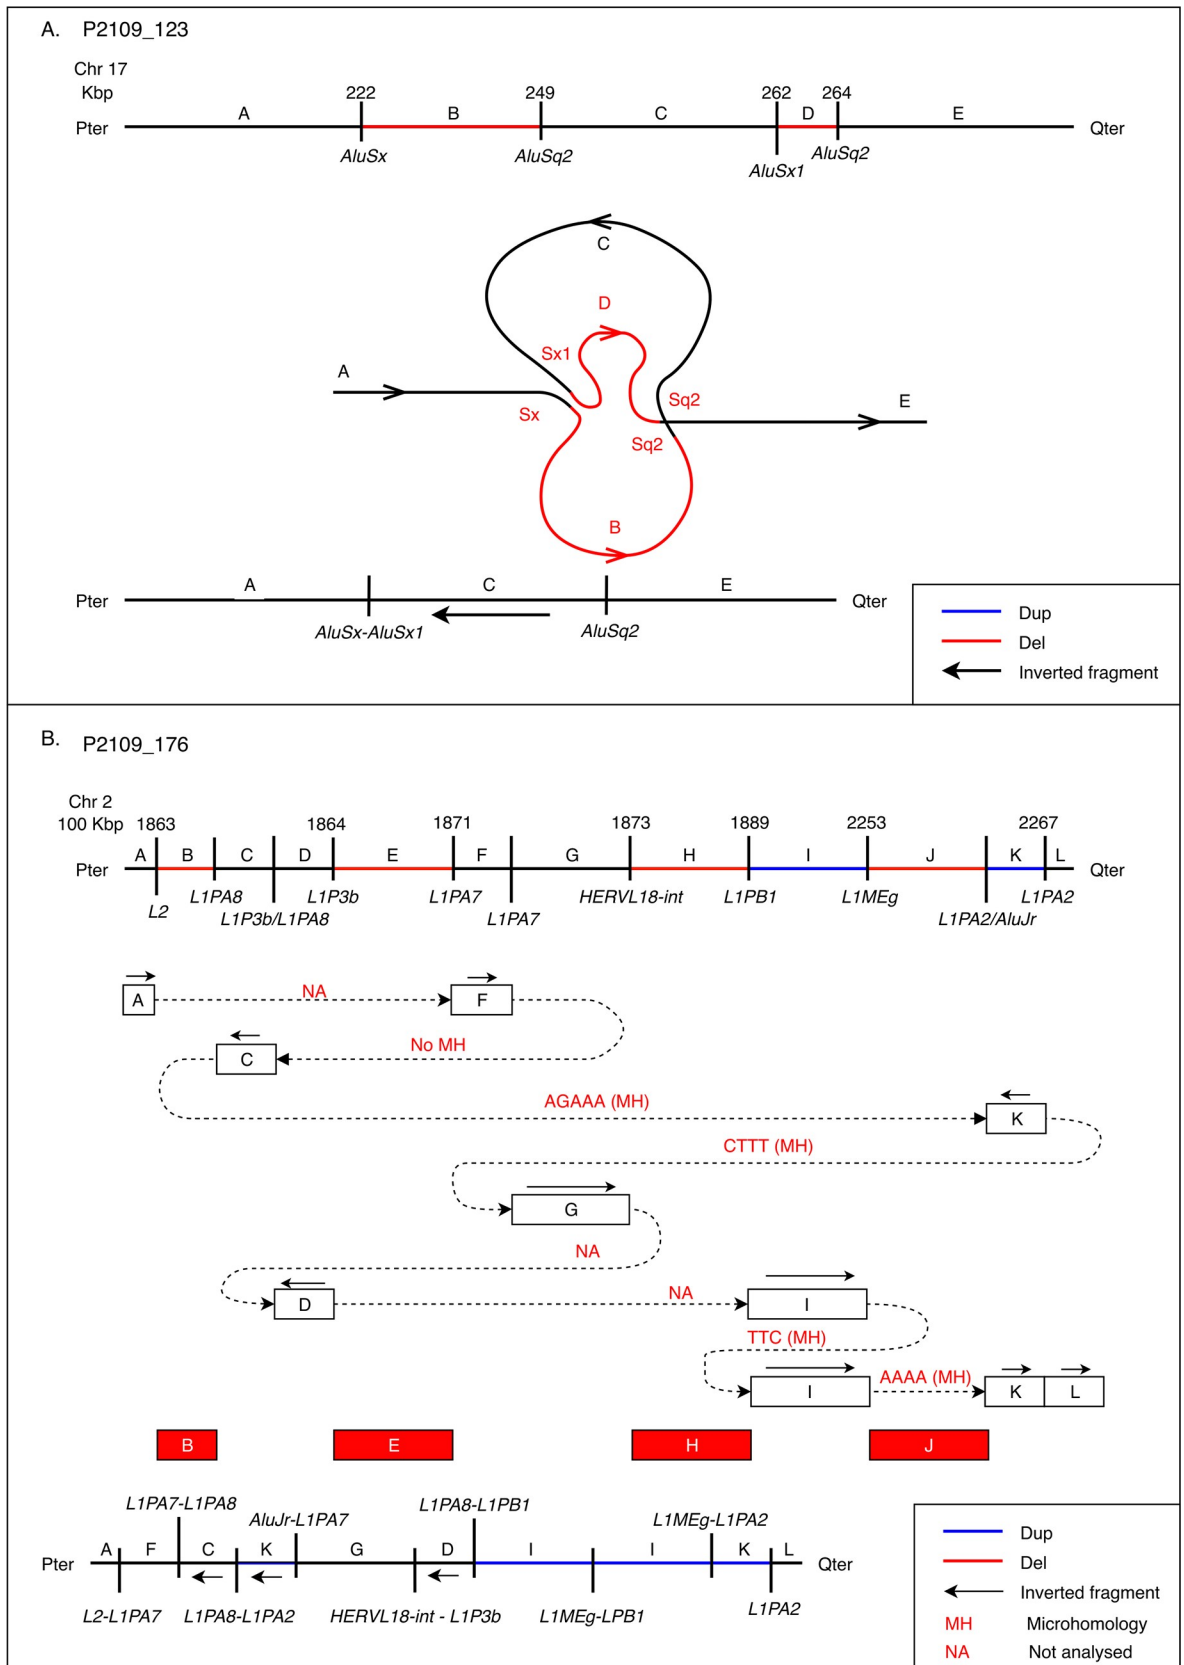 A. P2109_123
Chr 17
Kbp
222 249 262 264
A B C D E
Pter Qter
AluSx AluSq2 AluSx1 AluSq2
C
D
Sx1
A
Sx
Sq2
E
Sq2
B
A C E
Pter Qter
AluSx-AluSx1 AluSq2
Dup
Del
Inverted fragment
B. P2109_176
Chr 2
100 Kbp 1863 1864 1871 1873 1889 2253 2267
A B C D E F G H I J K L
Pter Qter
L2 L1PA8 L1P3b/L1PA8 L1P3b L1PA7 L1PA7 HERVL18-int L1PB1 L1MEg L1PA2/AluJr L1PA2
A NA F
C No MH
AGAAA (MH) K
CTTT (MH)
G
NA
D NA I
TTC (MH)
I AAAA (MH) K L
B E H J
L1PA7-L1PA8 AluJr-L1PA7 L1PA8-L1PB1 L1MEg-L1PA2
A F C K G D I I K L
Pter Qter
L2-L1PA7 L1PA8-L1PA2 HERVL18-int - L1P3b L1MEg-LPB1 L1PA2
Dup
Del
Inverted fragment
MH Microhomology
NA Not analysed